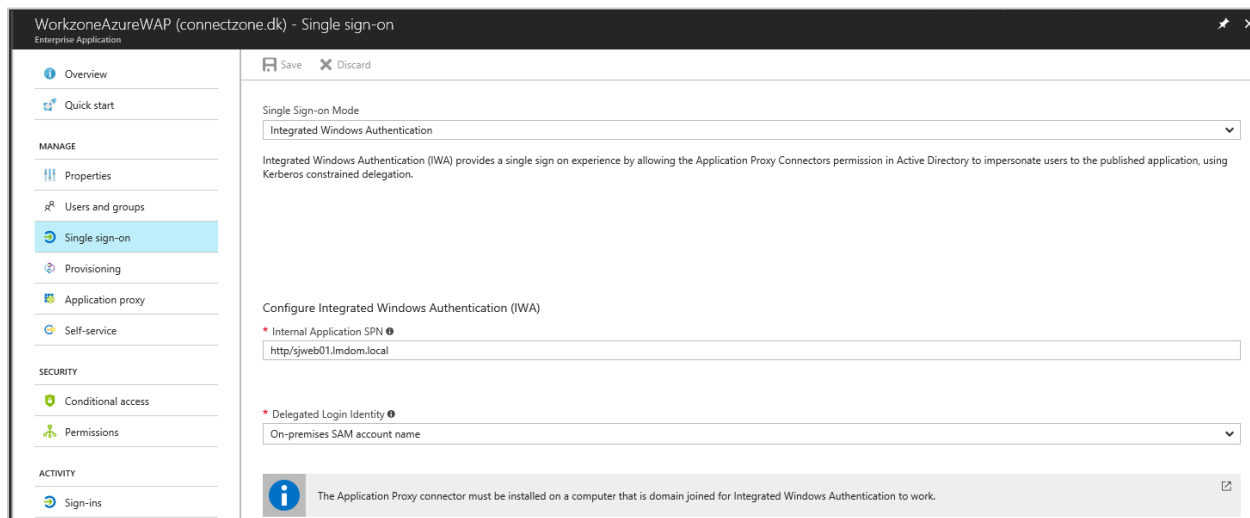 WorkzoneAzureWAP (connectzone.dk) - Single sign-on
Enterprise Application
Overview
Quick start
MANAGE
Properties
Users and groups
Single sign-on
Provisioning
Application proxy
Self-service
SECURITY
Conditional access
Permissions
ACTIVITY
Sign-ins
Save Discard
Single Sign-on Mode
Integrated Windows Authentication
Integrated Windows Authentication (IWA) provides a single sign on experience by allowing the Application Proxy Connectors permission in Active Directory to impersonate users to the published application, using
Kerberos constrained delegation.
Configure Integrated Windows Authentication (IWA)
* Internal Application SPN
http/sjweb01.lmdom.local
* Delegated Login Identity
On-premises SAM account name
The Application Proxy connector must be installed on a computer that is domain joined for Integrated Windows Authentication to work.